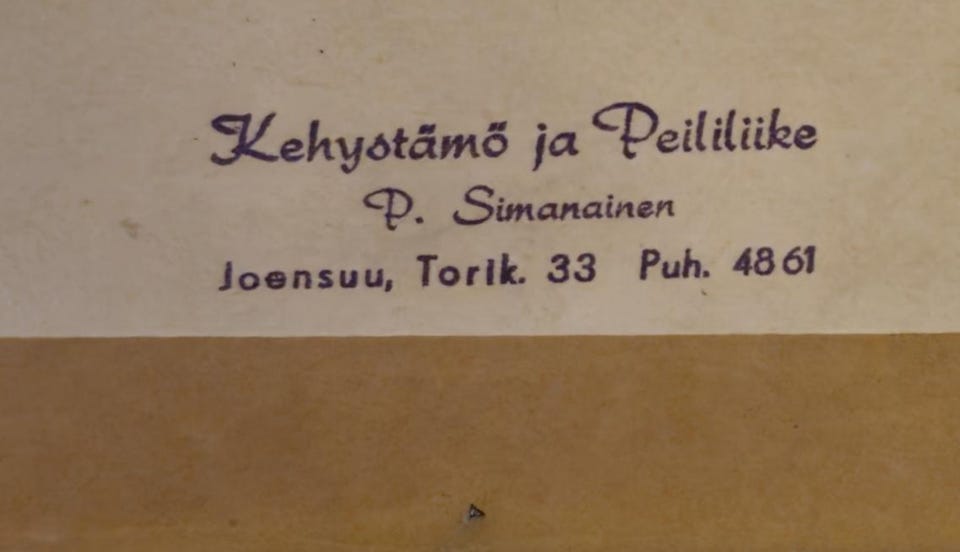 Kehystämö ja Peililiike
P. Simanainen
Joensuu, Torik. 33 Puh. 4861